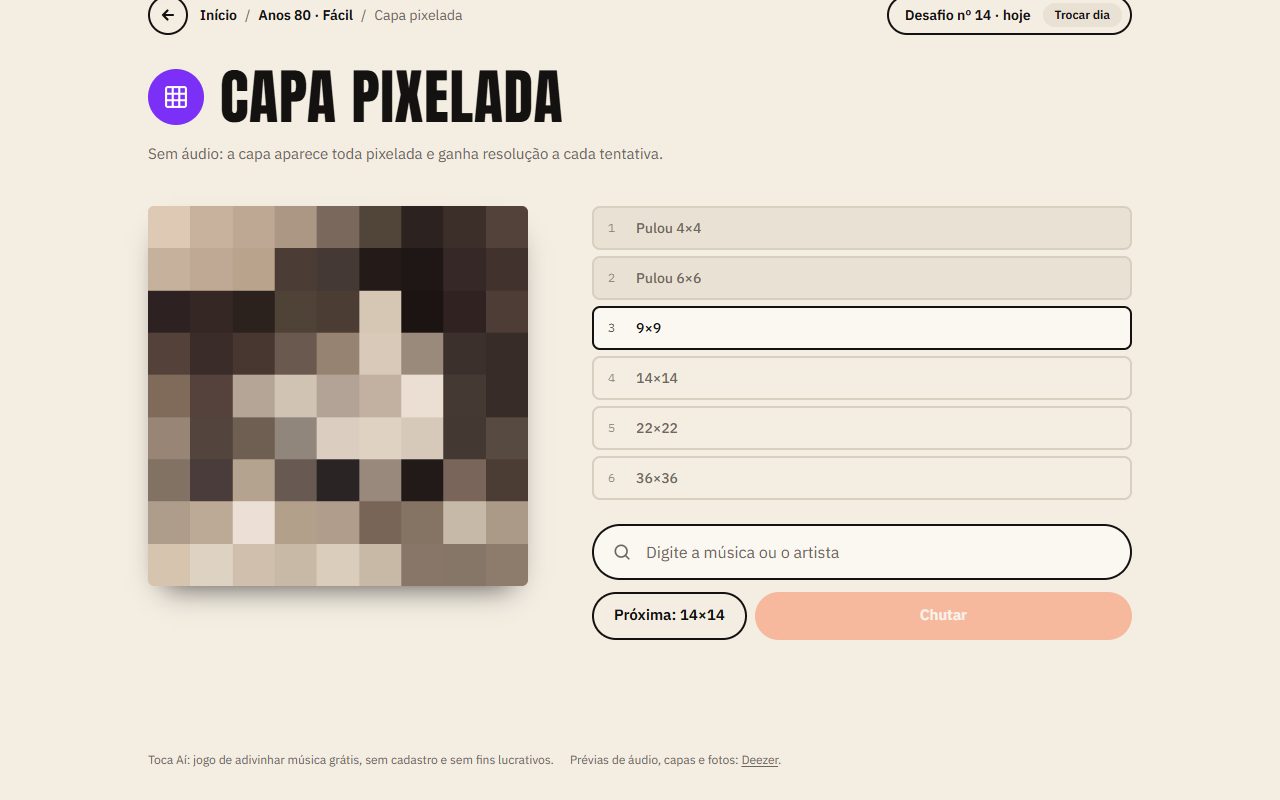 Início / Anos 80 · Fácil / Capa pixelada
Desafio nº 14 · hoje Trocar dia
CAPA PIXELADA
Sem áudio: a capa aparece toda pixelada e ganha resolução a cada tentativa.
1 Pulou 4×4
2 Pulou 6×6
3 9×9
4 14×14
5 22×22
6 36×36
Digite a música ou o artista
Próxima: 14×14
Chutar
Toca Aí: jogo de adivinhar música grátis, sem cadastro e sem fins lucrativos. Prévias de áudio, capas e fotos: Deezer.